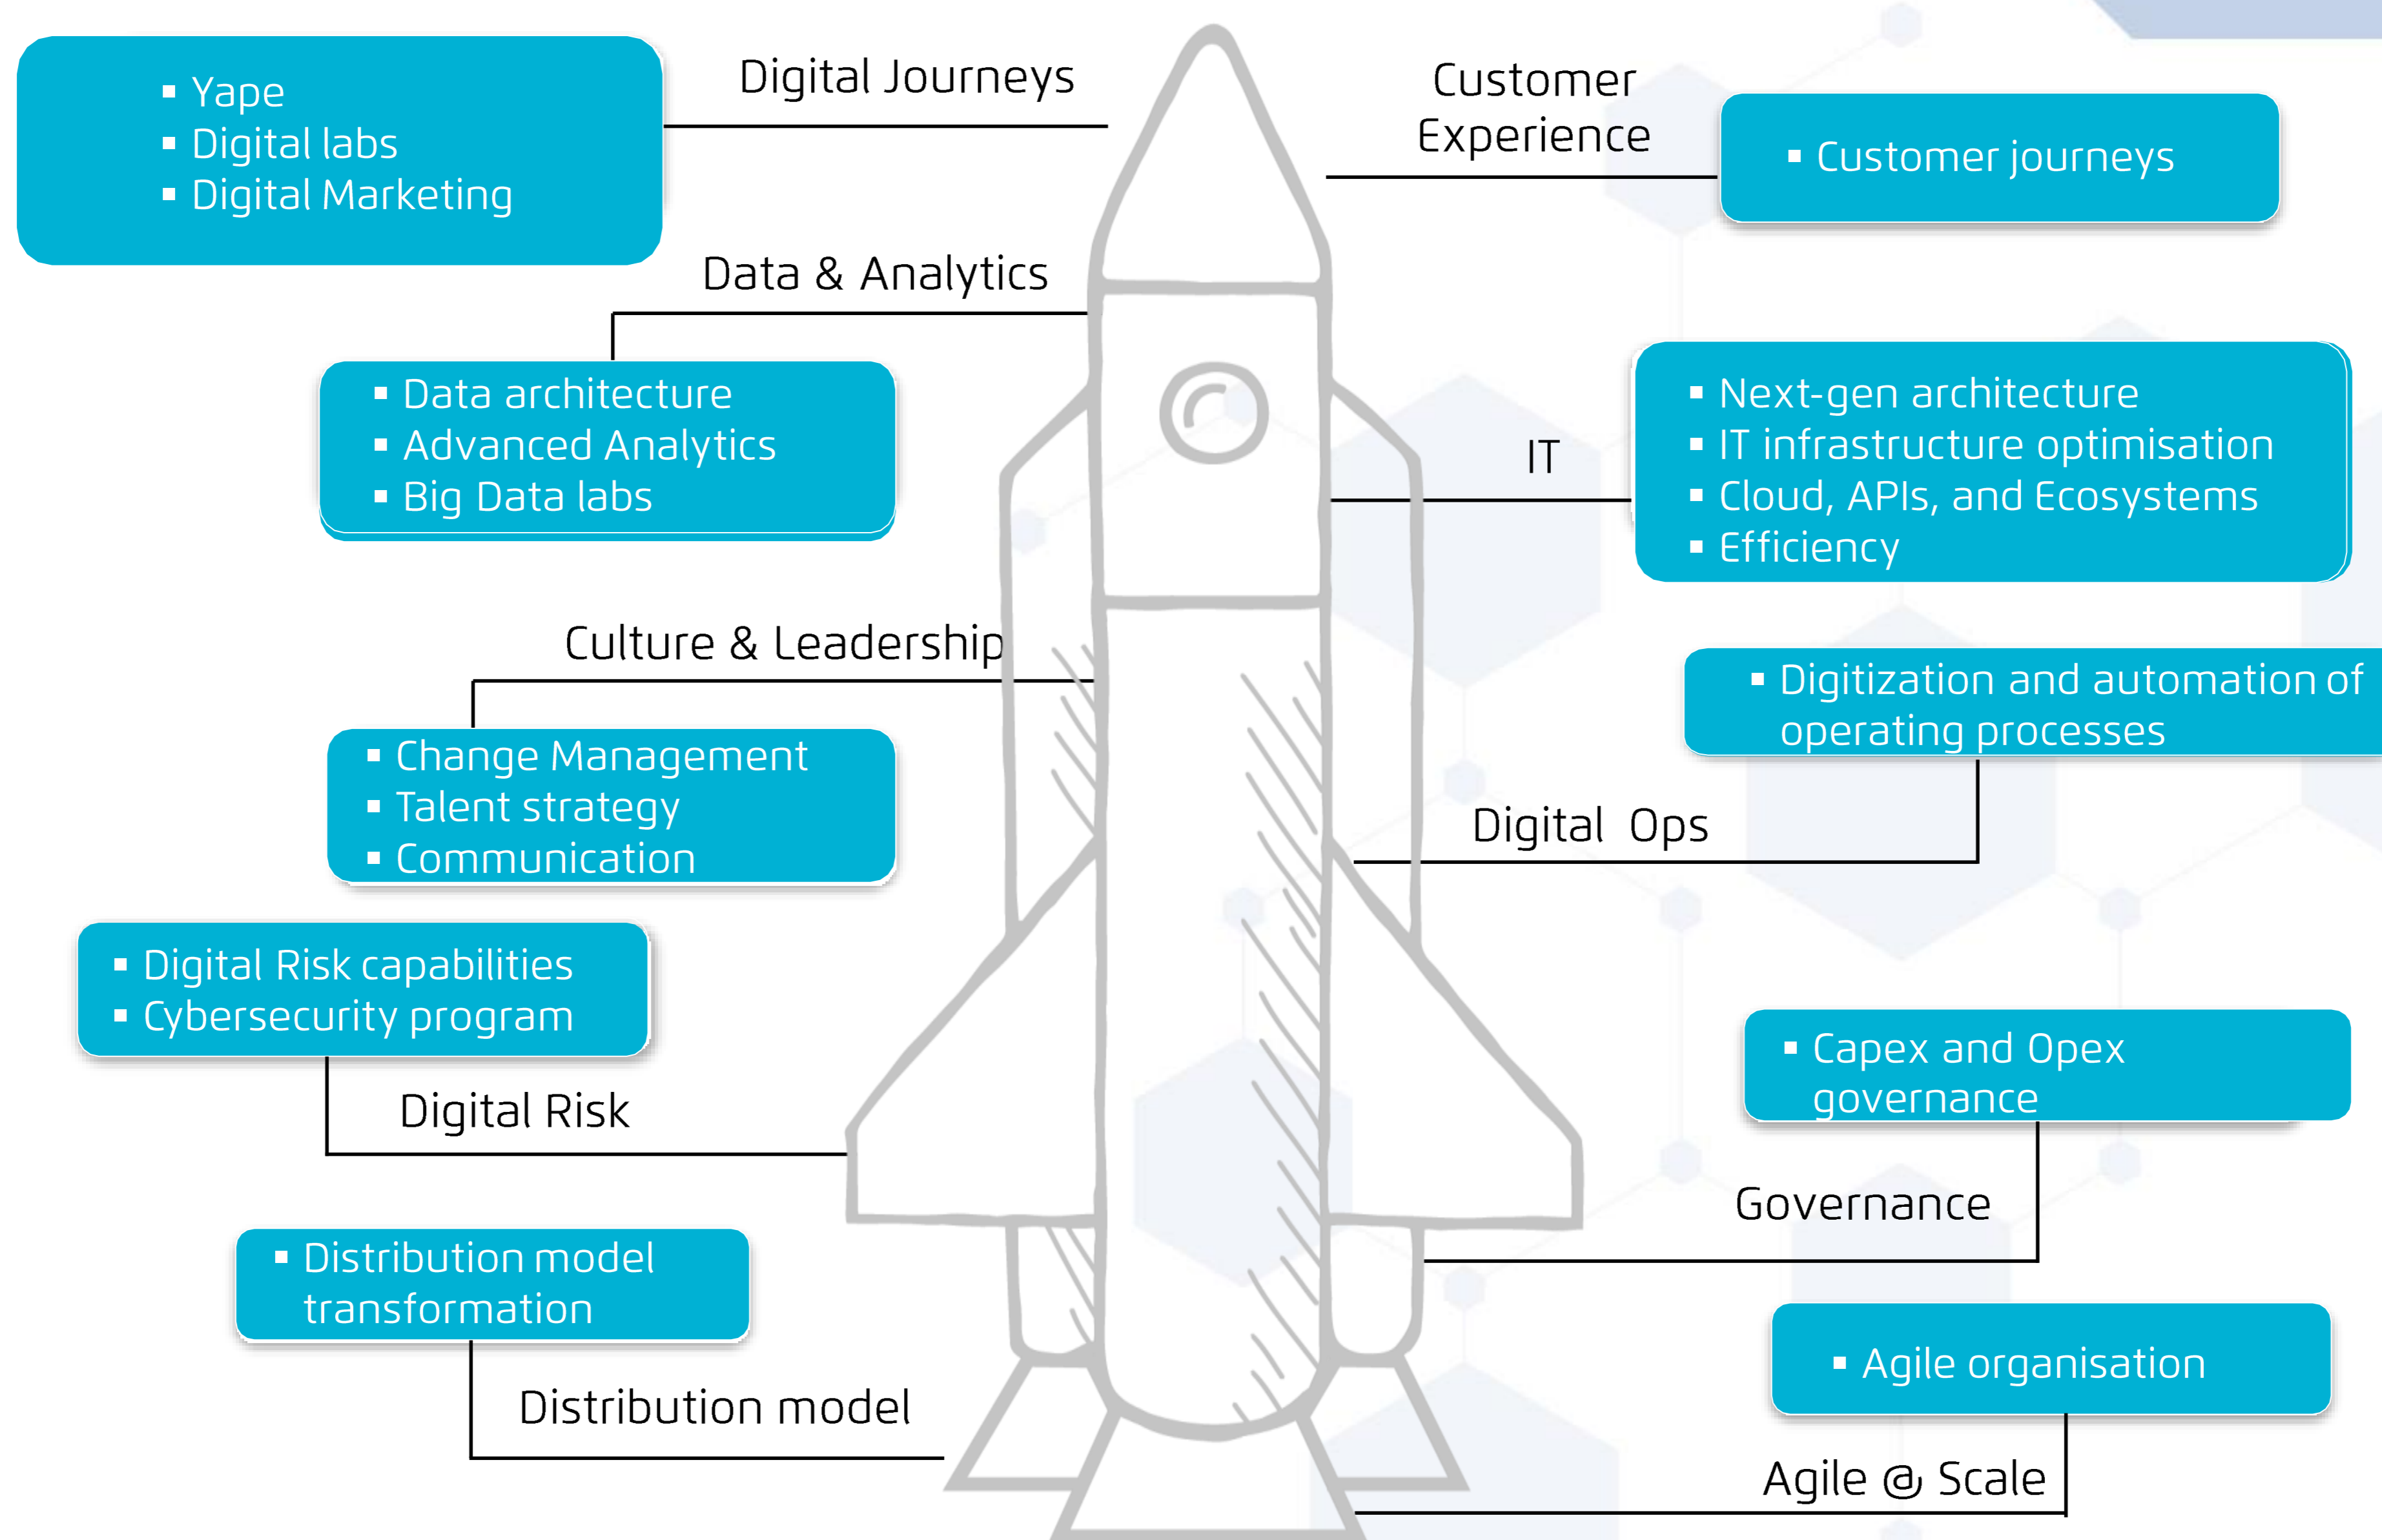 Digital Journeys
▪ Yape
▪ Digital labs
▪ Digital Marketing
Data & Analytics
▪ Data architecture
▪ Advanced Analytics
▪ Big Data labs
Culture & Leadership
▪ Change Management
▪ Talent strategy
▪ Communication
▪ Digital Risk capabilities
▪ Cybersecurity program
Digital Risk
▪ Distribution model
transformation
Distribution model
Customer
Experience
▪ Customer journeys
IT
▪ Next-gen architecture
▪ IT infrastructure optimisation
▪ Cloud, APIs, and Ecosystems
▪ Efficiency
▪ Digitization and automation of
operating processes
Digital Ops
▪ Capex and Opex
governance
Governance
▪ Agile organisation
Agile @ Scale